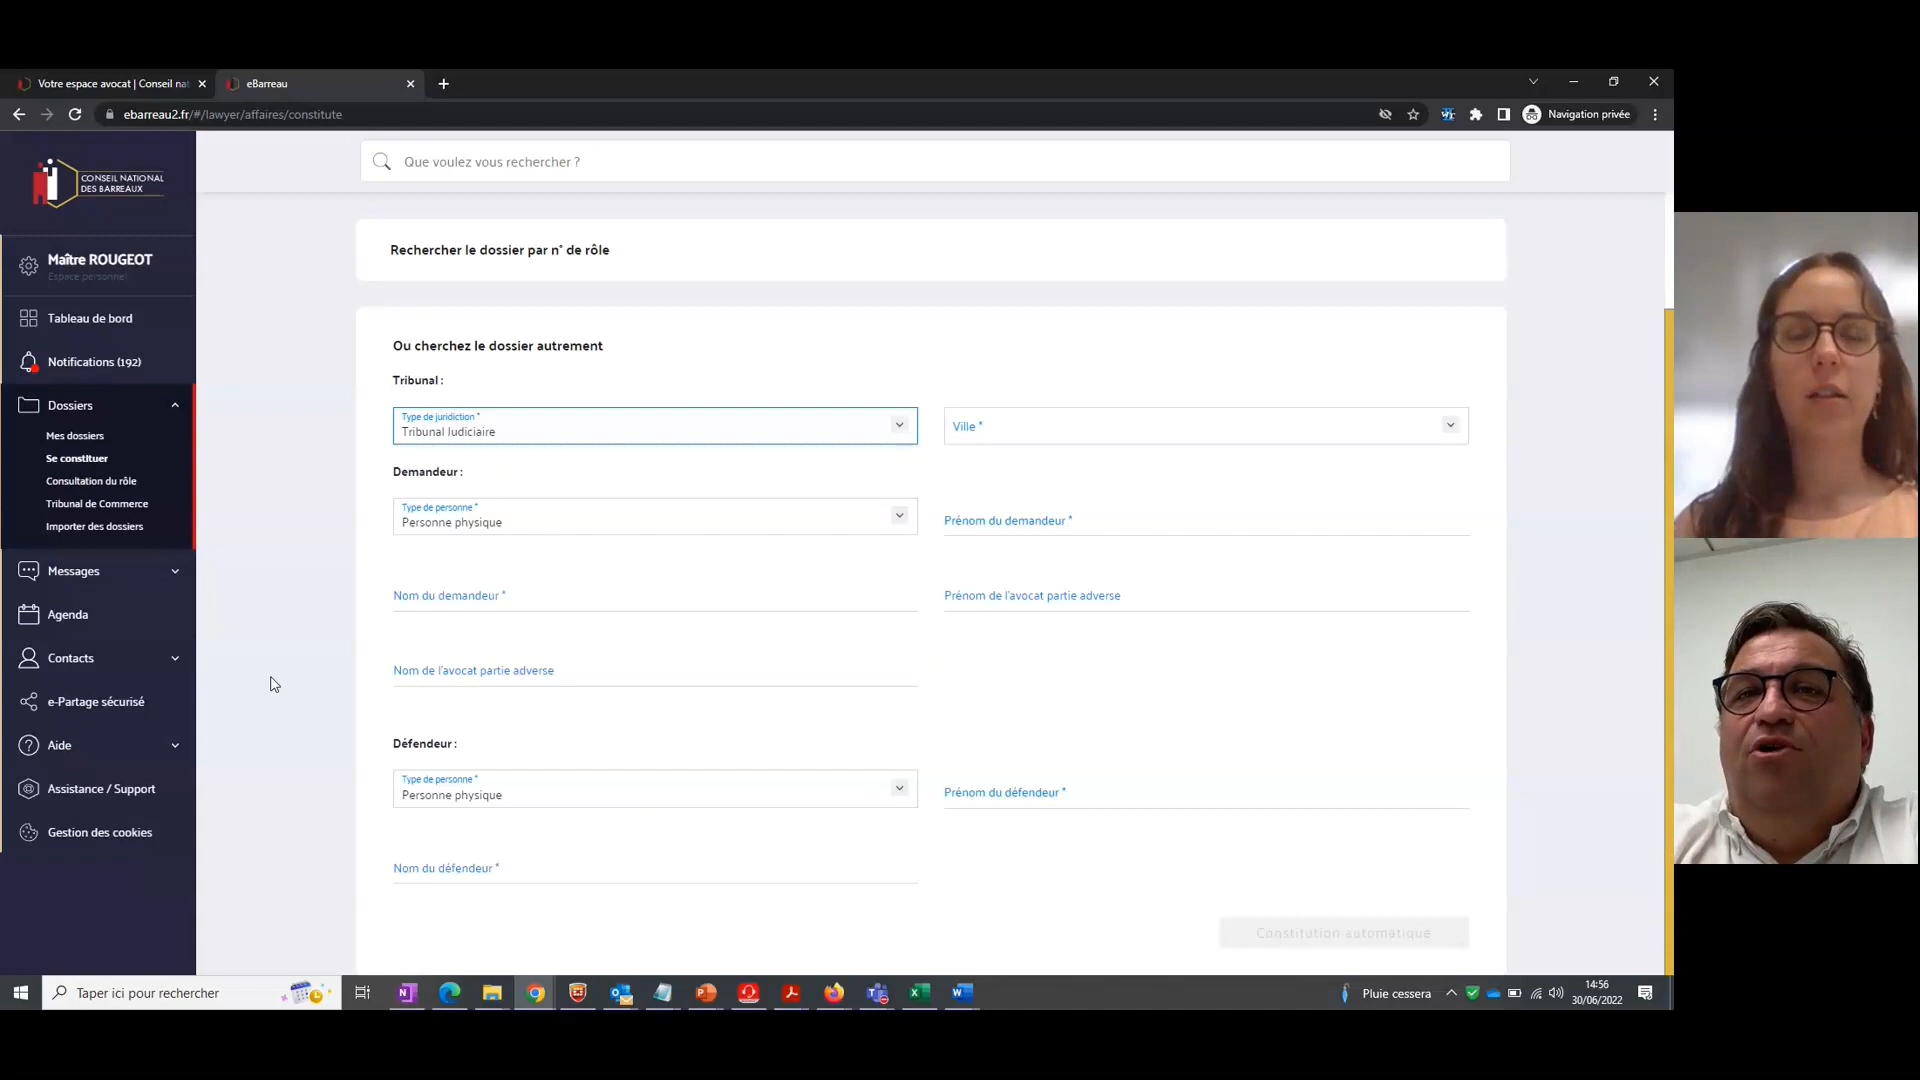 Votre espace avocat | Conseil nat
eBarreau
ebarreau2.fr/#/lawyer/affaires/constitute
Navigation privée
CONSEIL NATIONAL
DES BARREAUX
Que voulez vous rechercher ?
Maître ROUGEOT
Espace personnel
Tableau de bord
Notifications (192)
Dossiers
Mes dossiers
Se constituer
Consultation du rôle
Tribunal de Commerce
Importer des dossiers
Messages
Agenda
Contacts
e-Partage sécurisé
Aide
Assistance / Support
Gestion des cookies
Rechercher le dossier par n° de rôle
Ou cherchez le dossier autrement
Tribunal :
Type de juridiction *
Tribunal Judiciaire
Ville *
Demandeur :
Type de personne *
Personne physique
Prénom du demandeur *
Nom du demandeur *
Prénom de l'avocat partie adverse
Nom de l'avocat partie adverse
Défendeur :
Type de personne *
Personne physique
Prénom du défendeur *
Nom du défendeur *
Constitution automatique
Taper ici pour rechercher
Pluie cessera
14:56
30/06/2022